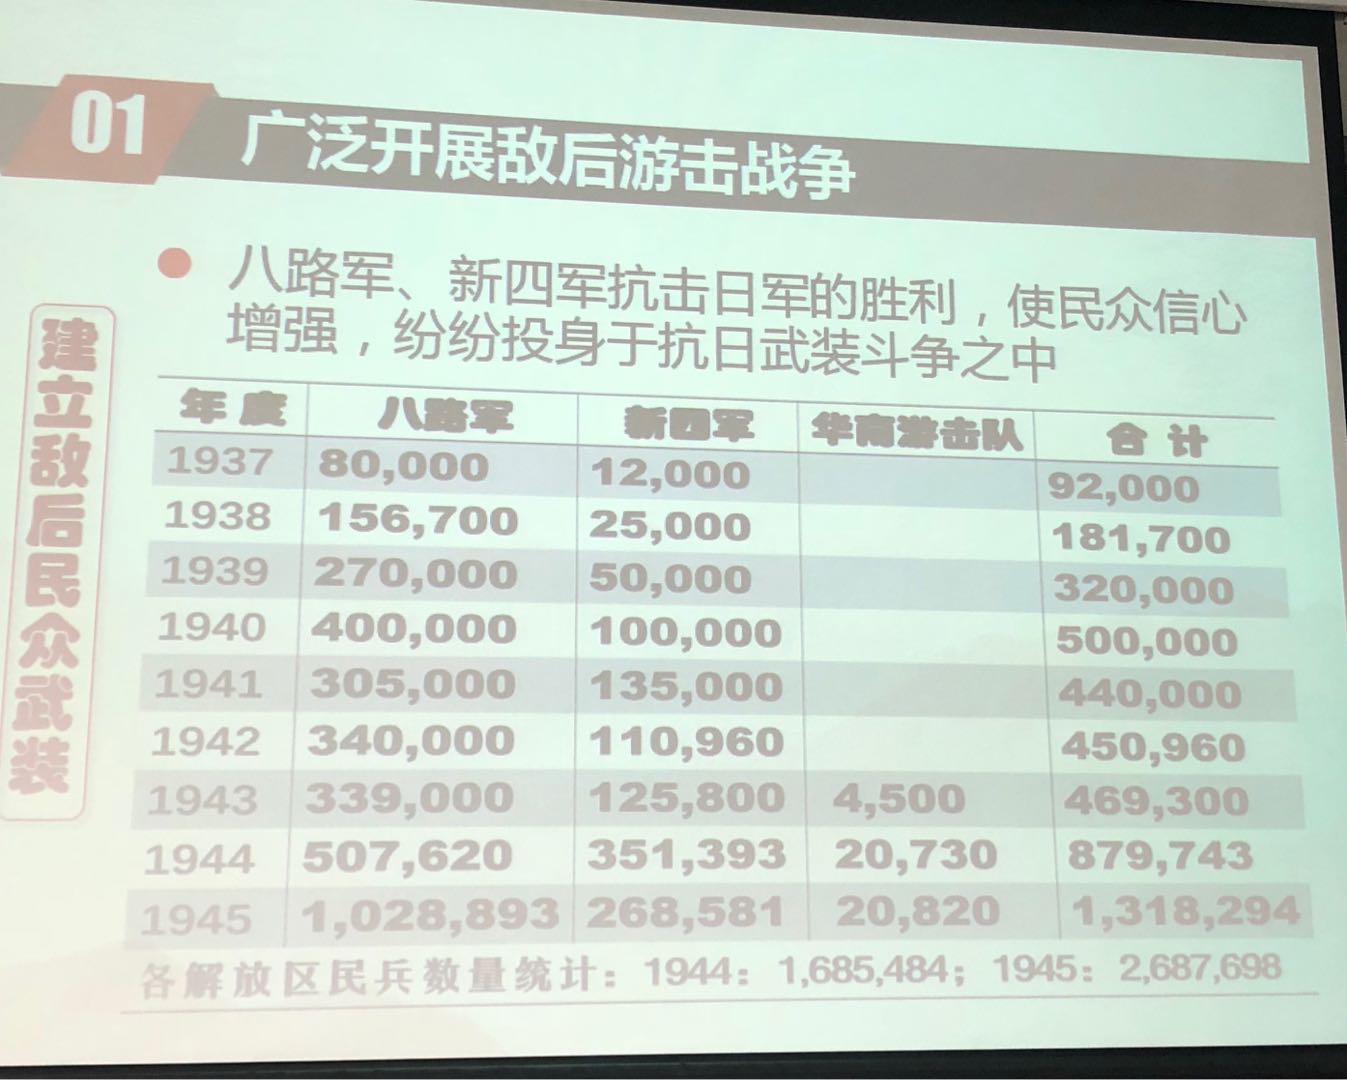 01
广泛开展敌后游击战争
八路军、新四军抗击日军的胜利，使民众信心
增强，纷纷投身于抗日武装斗争之中
建立敌后民众武装
年度 八路军 新四军 华南游击队 合计
1937 80,000 12,000 92,000
1938 156,700 25,000 181,700
1939 270,000 50,000 320,000
1940 400,000 100,000 500,000
1941 305,000 135,000 440,000
1942 340,000 110,960 450,960
1943 339,000 125,800 4,500 469,300
1944 507,620 351,393 20,730 879,743
1945 1,028,893 268,581 20,820 1,318,294
各解放区民兵数量统计：1944：1,685,484；1945：2,687,698